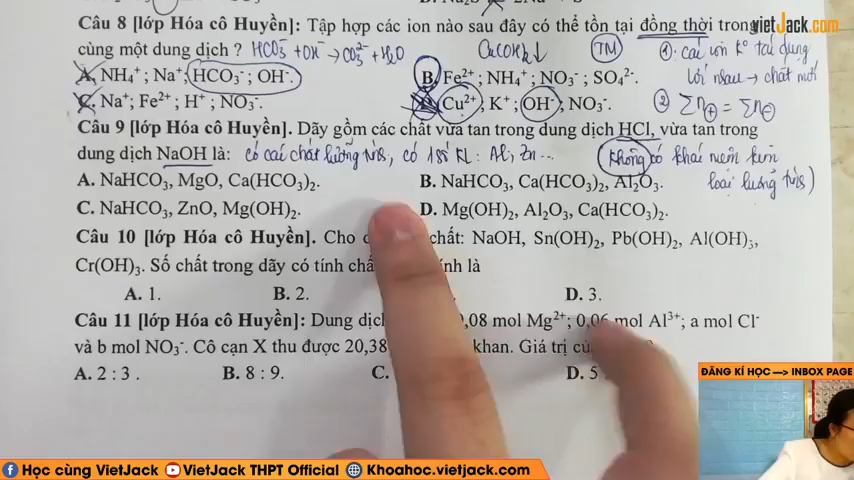 Câu 8 [lớp Hóa cô Huyền]: Tập hợp các ion nào sau đây có thể tồn tại đồng thời trong
vietJack.com
cùng một dung dịch ? HCO₃⁻ + OH⁻ → CO₃²⁻ + H₂O Cu(OH)₂↓ TM ①: các ion k° tác dụng
A. NH₄⁺ ; Na⁺; HCO₃⁻ ; OH⁻. B. Fe²⁺ ; NH₄⁺ ; NO₃⁻ ; SO₄²⁻. với nhau → chất mới
C. Na⁺; Fe²⁺ ; H⁺ ; NO₃⁻. D. Cu²⁺ ; K⁺ ; OH⁻ ; NO₃⁻. ② Σn⊕ = Σn⊖
Câu 9 [lớp Hóa cô Huyền]. Dãy gồm các chất vừa tan trong dung dịch HCl, vừa tan trong
dung dịch NaOH là: có các chất lưỡng tính, có 1 số KL: Al, Zn... (không có khái niệm kim
A. NaHCO₃, MgO, Ca(HCO₃)₂. B. NaHCO₃, Ca(HCO₃)₂, Al₂O₃. loại lưỡng tính)
C. NaHCO₃, ZnO, Mg(OH)₂. D. Mg(OH)₂, Al₂O₃, Ca(HCO₃)₂.
Câu 10 [lớp Hóa cô Huyền]. Cho chất: NaOH, Sn(OH)₂, Pb(OH)₂, Al(OH)₃,
Cr(OH)₃. Số chất trong dãy có tính là
A. 1. B. 2. D. 3.
Câu 11 [lớp Hóa cô Huyền]: Dung 0,08 mol Mg²⁺; 0,06 mol Al³⁺; a mol Cl⁻
và b mol NO₃⁻. Cô cạn X thu được khan. Giá trị
A. 2 : 3 . B. 8 : 9. C. D. 5
ĐĂNG KÍ HỌC —> INBOX PAGE
Học cùng VietJack VietJack THPT Official Khoahoc.vietjack.com